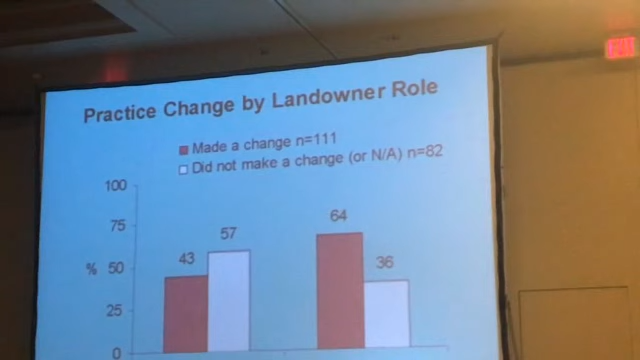 EXIT
Practice Change by Landowner Role
Made a change n=111
Did not make a change (or N/A) n=82
100
75
% 50
25
0
43
57
64
36